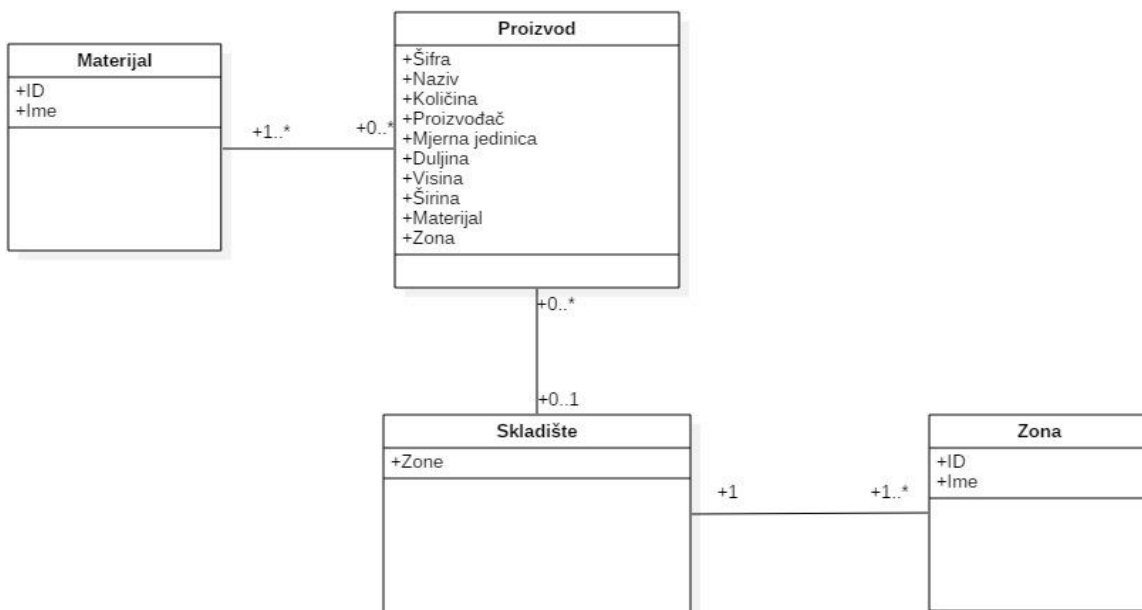 Materijal
+ID
+Ime
+1..*
+0..*
Proizvod
+Šifra
+Naziv
+Količina
+Proizvođač
+Mjerna jedinica
+Duljina
+Visina
+Širina
+Materijal
+Zona
+0..*
+0..1
Skladište
+Zone
+1
+1..*
Zona
+ID
+Ime